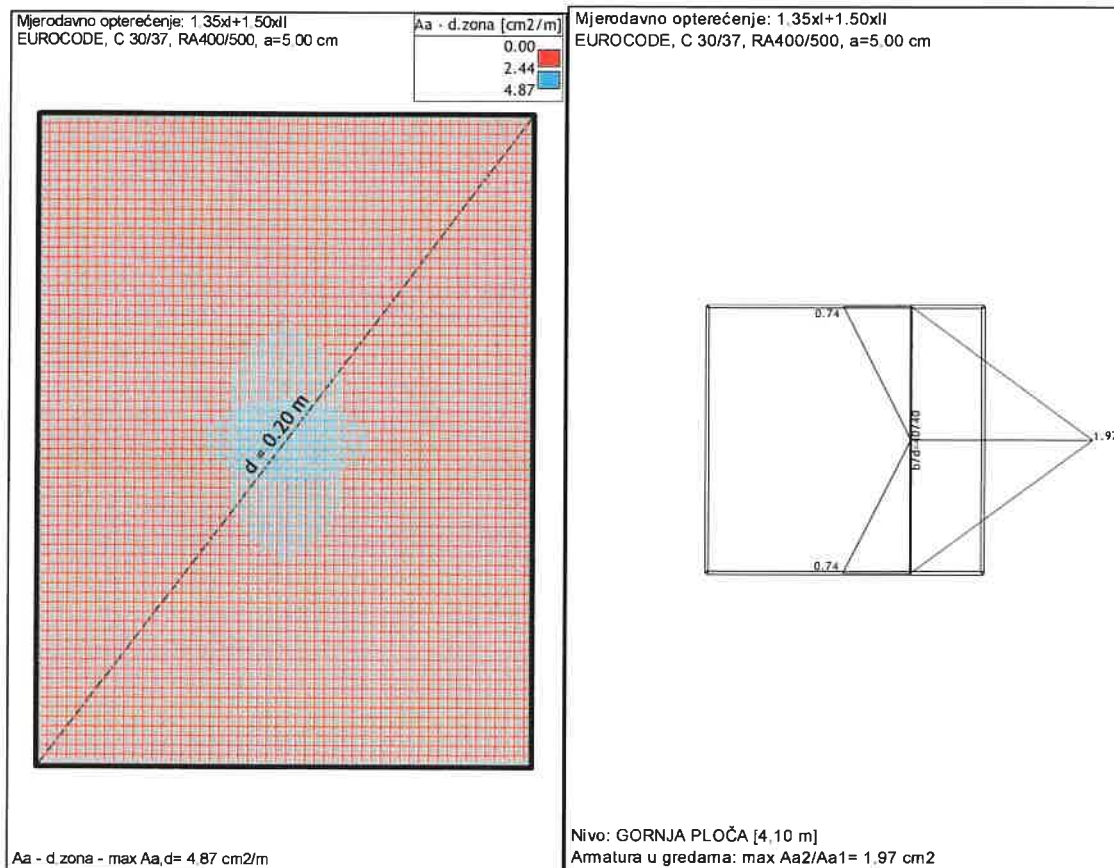 Mjerodavno opterećenje: 1.35xI+1.50xII
EUROCODE, C 30/37, RA400/500, a=5.00 cm
Aa - d.zona [cm2/m]
0.00
2.44
4.87
d = 0.20 m
Aa - d.zona - max Aa,d= 4.87 cm2/m
Mjerodavno opterećenje: 1.35xI+1.50xII
EUROCODE, C 30/37, RA400/500, a=5.00 cm
0.74
b/d=40/40
1.97
0.74
Nivo: GORNJA PLOČA [4.10 m]
Armatura u gredama: max Aa2/Aa1= 1.97 cm2